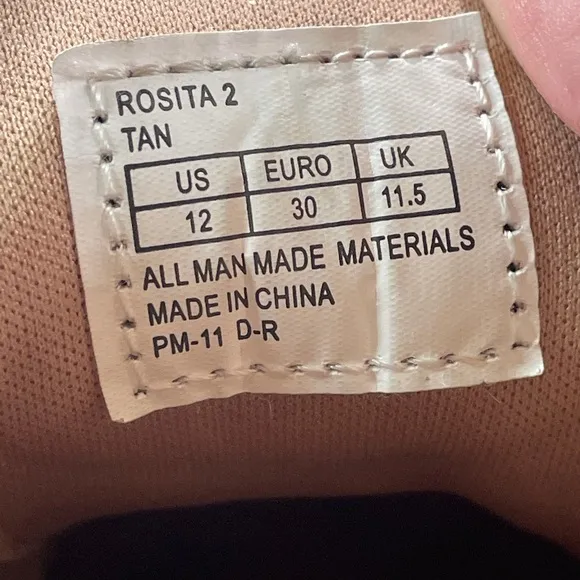 ROSITA 2
TAN
US EURO UK
12 30 11.5
ALL MAN MADE MATERIALS
MADE IN CHINA
PM-11 D-R